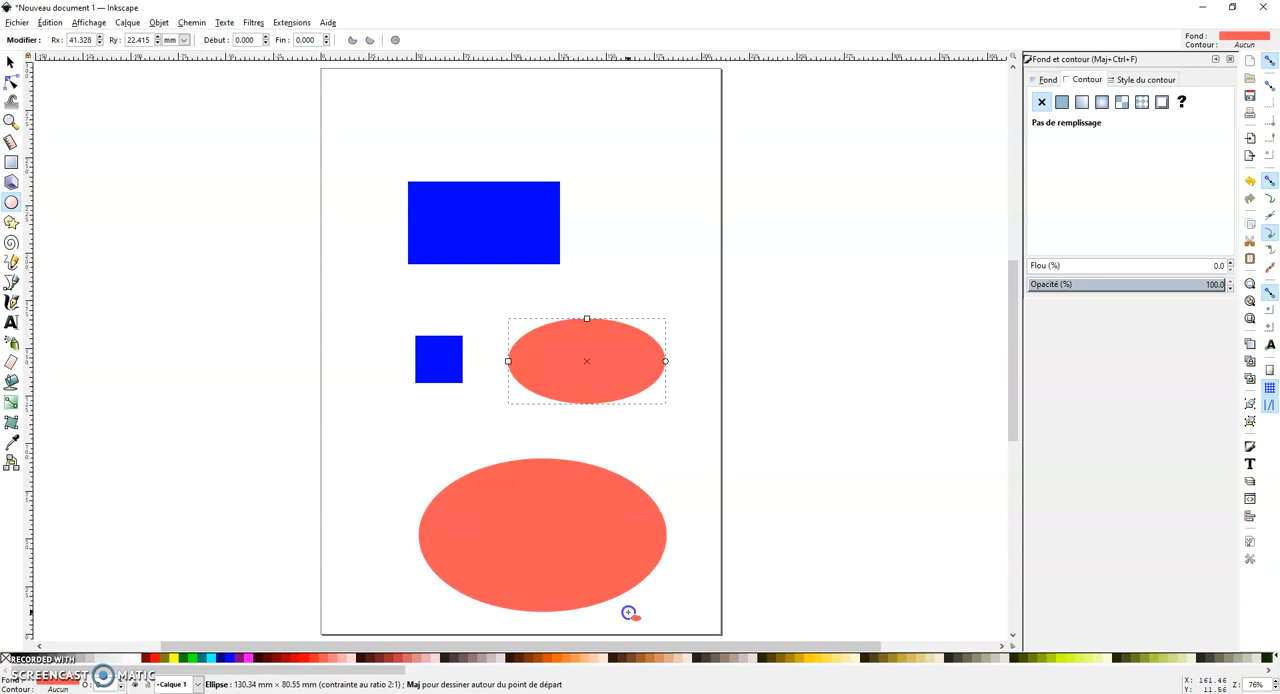 *Nouveau document 1 — Inkscape
Fichier Édition Affichage Calque Objet Chemin Texte Filtres Extensions Aide
Modifier : Rx : 41.328 Ry : 22.415 mm Début : 0.000 Fin : 0.000
Fond :
Contour : Aucun
Fond et contour (Maj+Ctrl+F)
Fond Contour Style du contour
?
Pas de remplissage
Flou (%) 0.0
Opacité (%) 100.0
RECORDED WITH
SCREENCAST MATIC
Fond :
Contour : Aucun
Calque 1
Ellipse : 130.34 mm × 80.55 mm (contrainte au ratio 2:1) ; Maj pour dessiner autour du point de départ
X: 161.46
Y: 11.56
Z: 76%